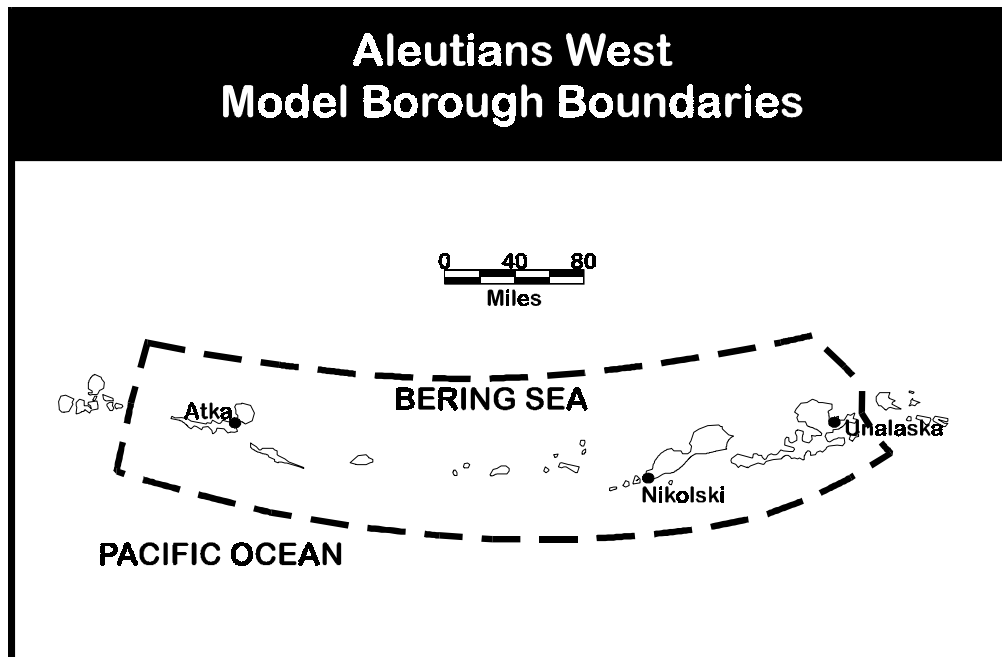 Aleutians West
Model Borough Boundaries
0 40 80
Miles
BERING SEA
Atka
Unalaska
Nikolski
PACIFIC OCEAN